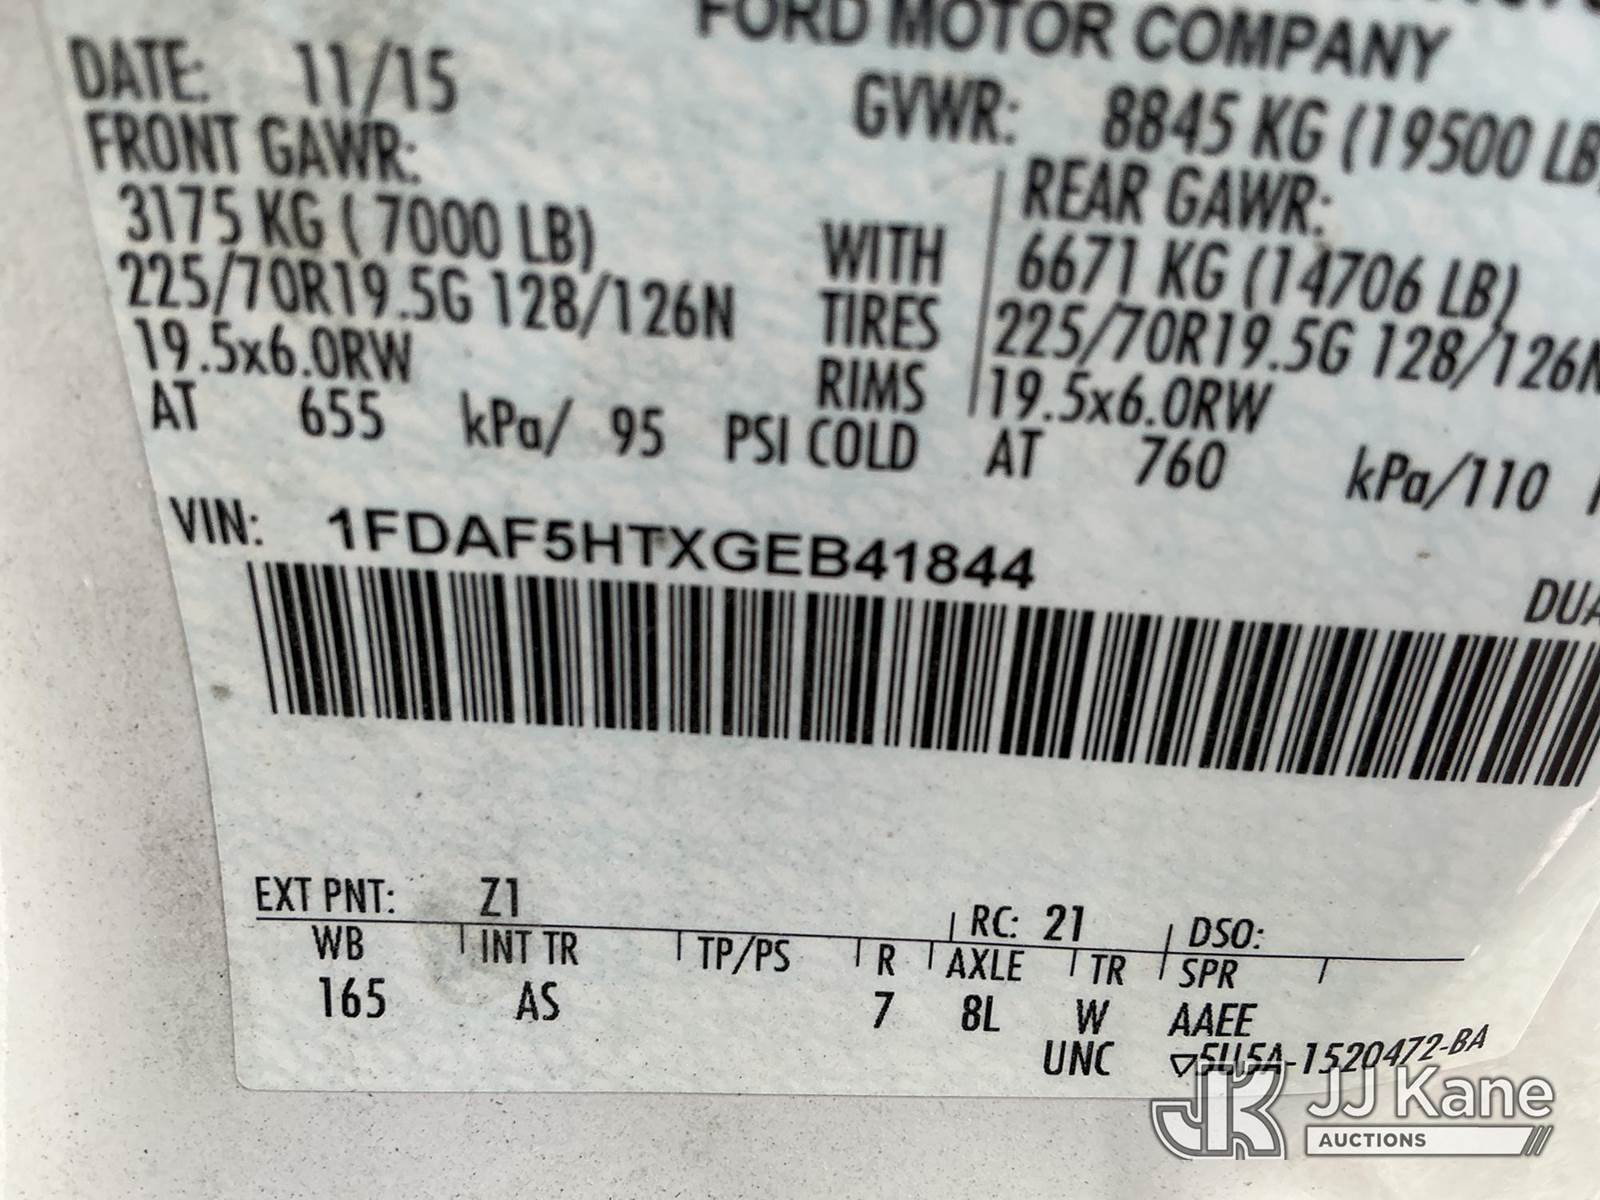 FORD MOTOR COMPANY
DATE: 11/15
GVWR: 8845 KG (19500 LB)
FRONT GAWR:
REAR GAWR:
3175 KG ( 7000 LB)
WITH
6671 KG (14706 LB)
225/70R19.5G 128/126N
TIRES
225/70R19.5G 128/126N
19.5x6.0RW
RIMS
19.5x6.0RW
AT 655 kPa/ 95 PSI COLD
AT 760 kPa/110
VIN: 1FDAF5HTXGEB41844
EXT PNT: Z1
RC: 21
DSO:
WB INT TR TP/PS R AXLE TR SPR
165 AS 7 8L W AAEE
UNC ▽5U5A-1520472-BA
JK JJ Kane
AUCTIONS